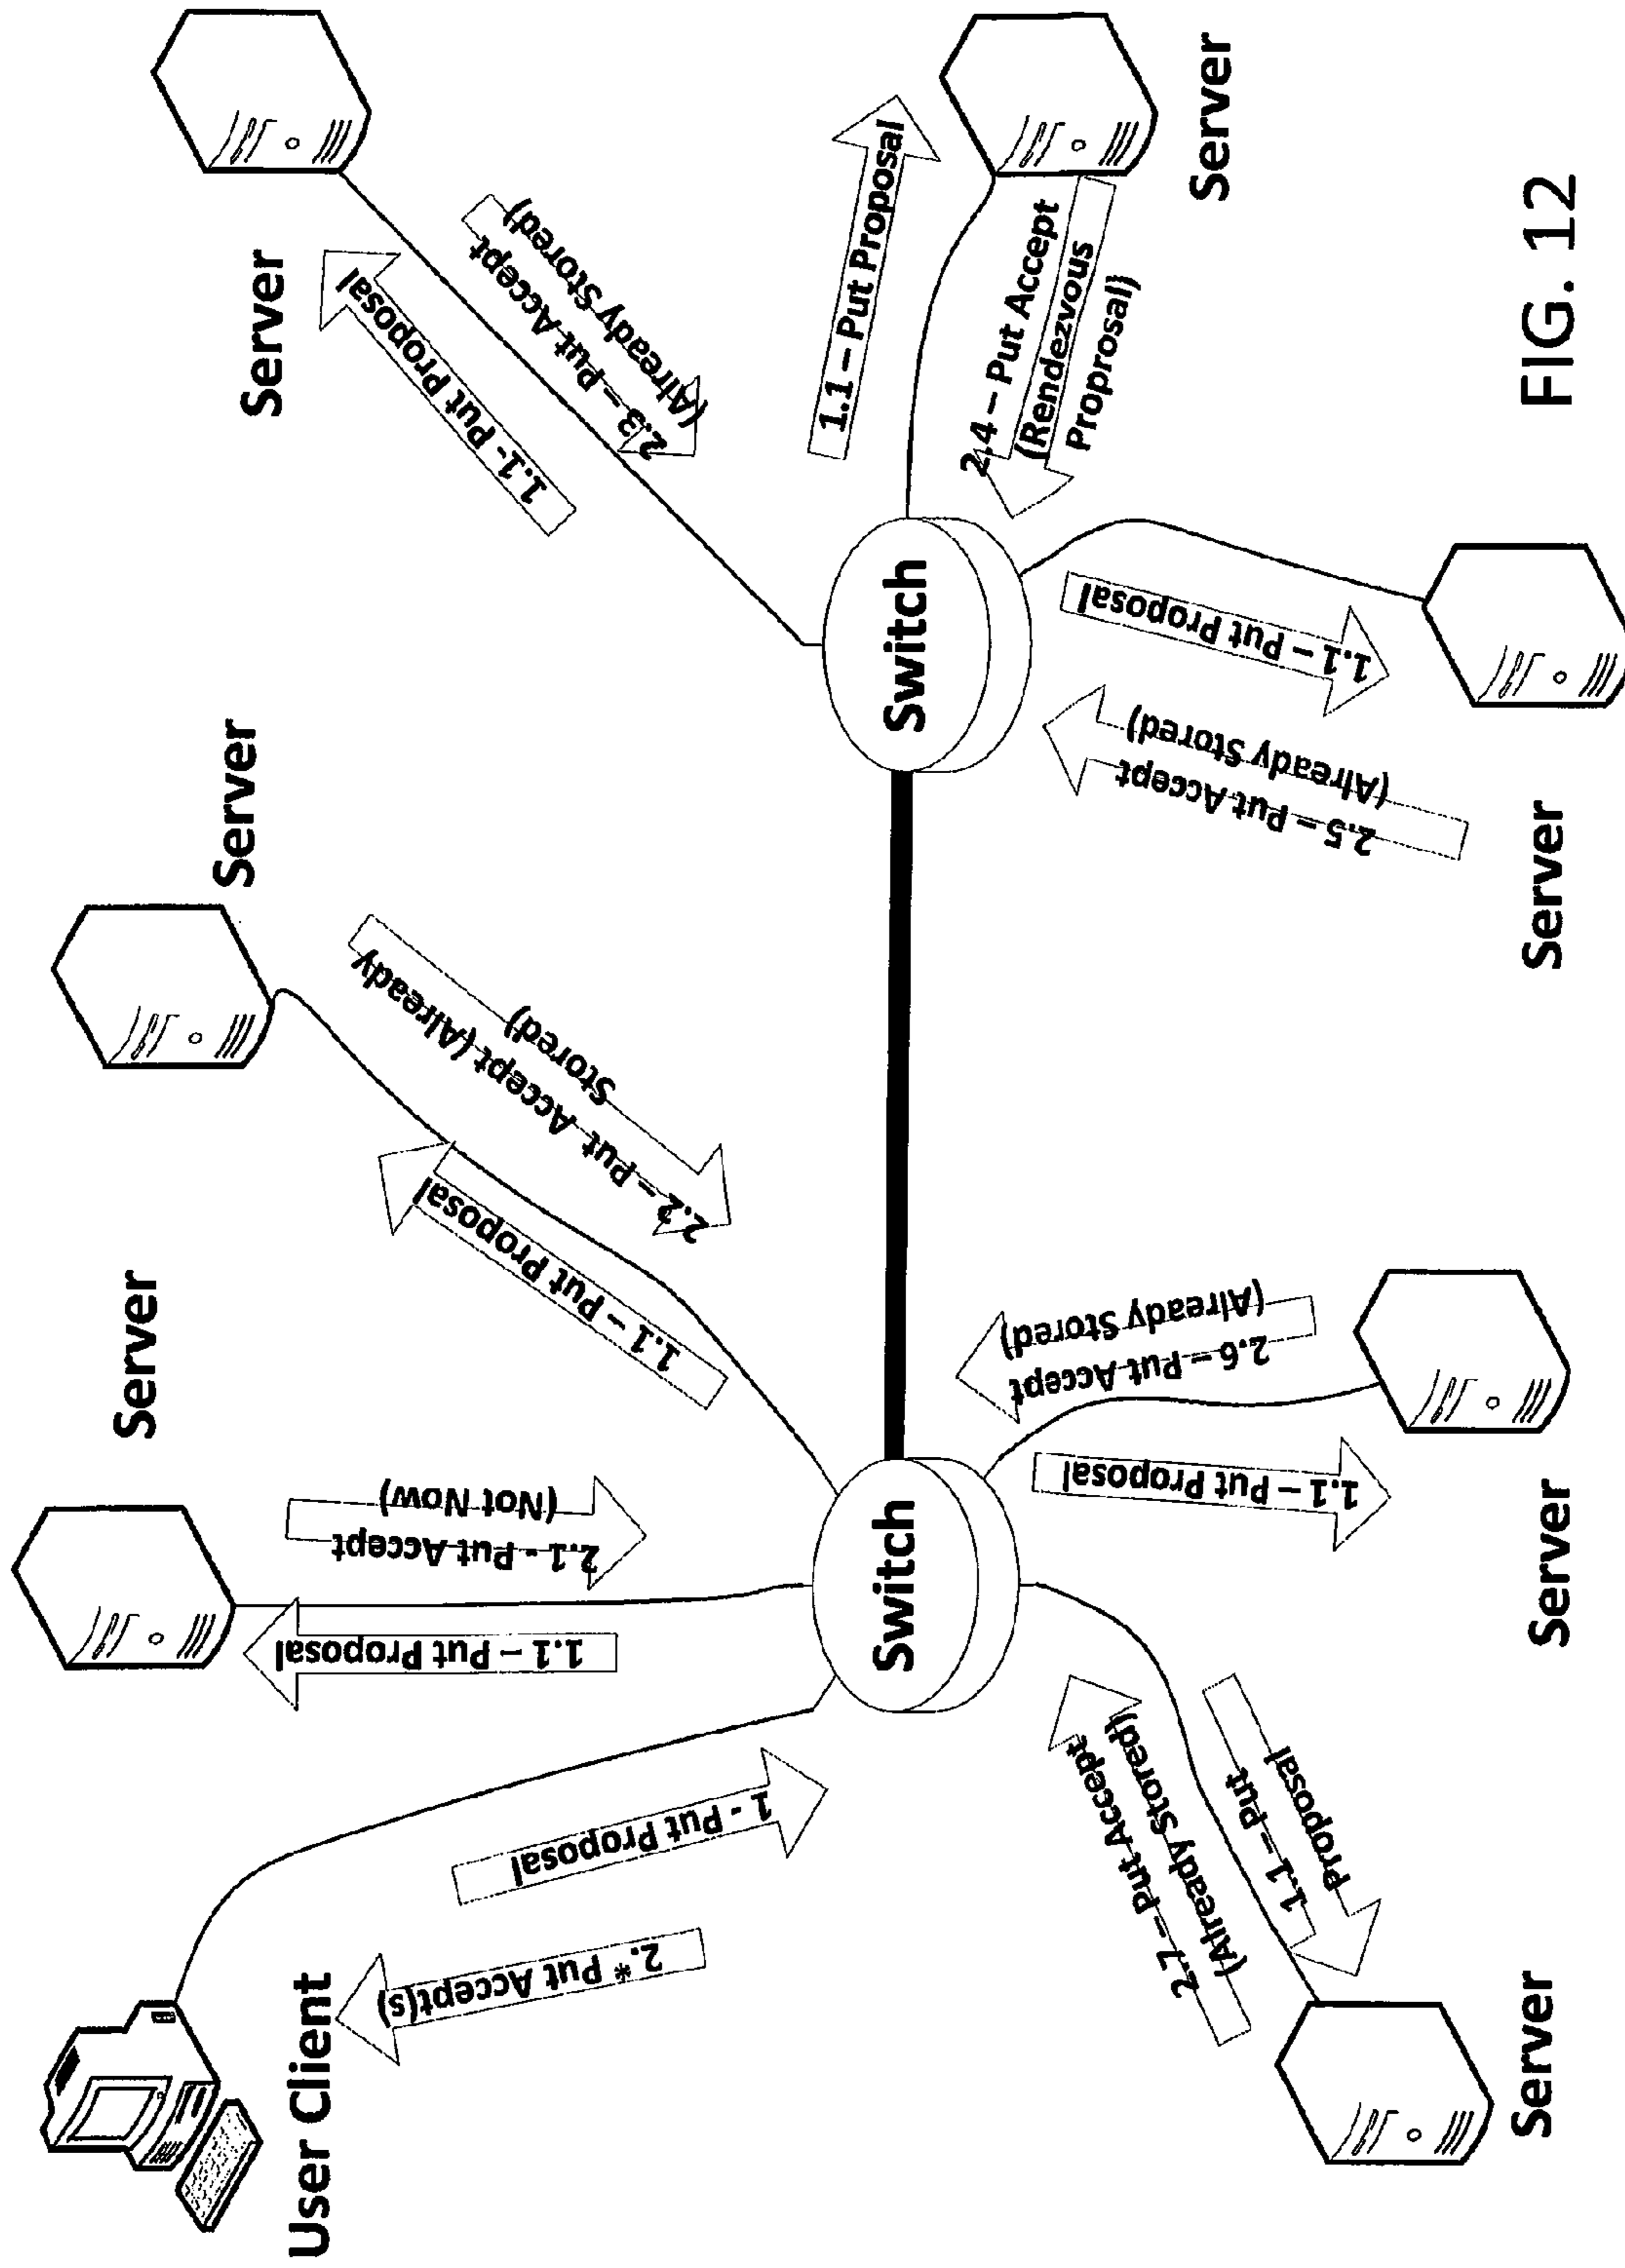 User Client
2.* Put Accept(s)
1 - Put Proposal
1.1 – Put Proposal
2.1 - Put Accept
(Not Now)
Server
1.1 – Put Proposal
2.2 – Put Accept (Already
Stored)
Server
1.1- Put Proposal
2.3 – Put Accept
(Already Stored)
Server
Switch
Switch
1.1 – Put Proposal
2.4 – Put Accept
(Rendezvous
Proprosal)
Server
2.7 – Put Accept
(Already Stored)
1.1 – Put
Proposal
Server
2.6 – Put Accept
(Already Stored)
1.1 – Put Proposal
Server
2.5 – Put Accept
(Already Stored)
1.1 – Put Proposal
Server
FIG. 12